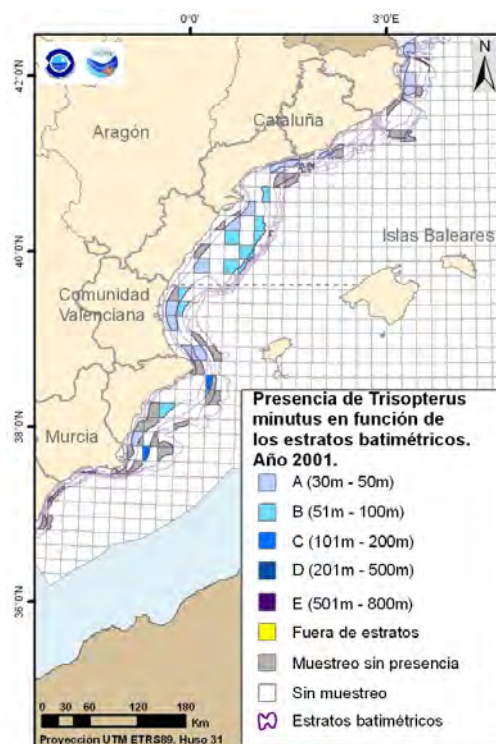 0°0'
3°0'E
42°0'N
N
Cataluña
Aragón
40°0'N
Islas Baleares
Comunidad
Valenciana
38°0'N
Murcia
36°0'N
Presencia de Trisopterus
minutus en función de
los estratos batimétricos.
Año 2001.
A (30m - 50m)
B (51m - 100m)
C (101m - 200m)
D (201m - 500m)
E (501m - 800m)
Fuera de estratos
Muestreo sin presencia
Sin muestreo
Estratos batimétricos
0 30 60 120 180
Km
Proyección UTM ETRS89. Huso 31